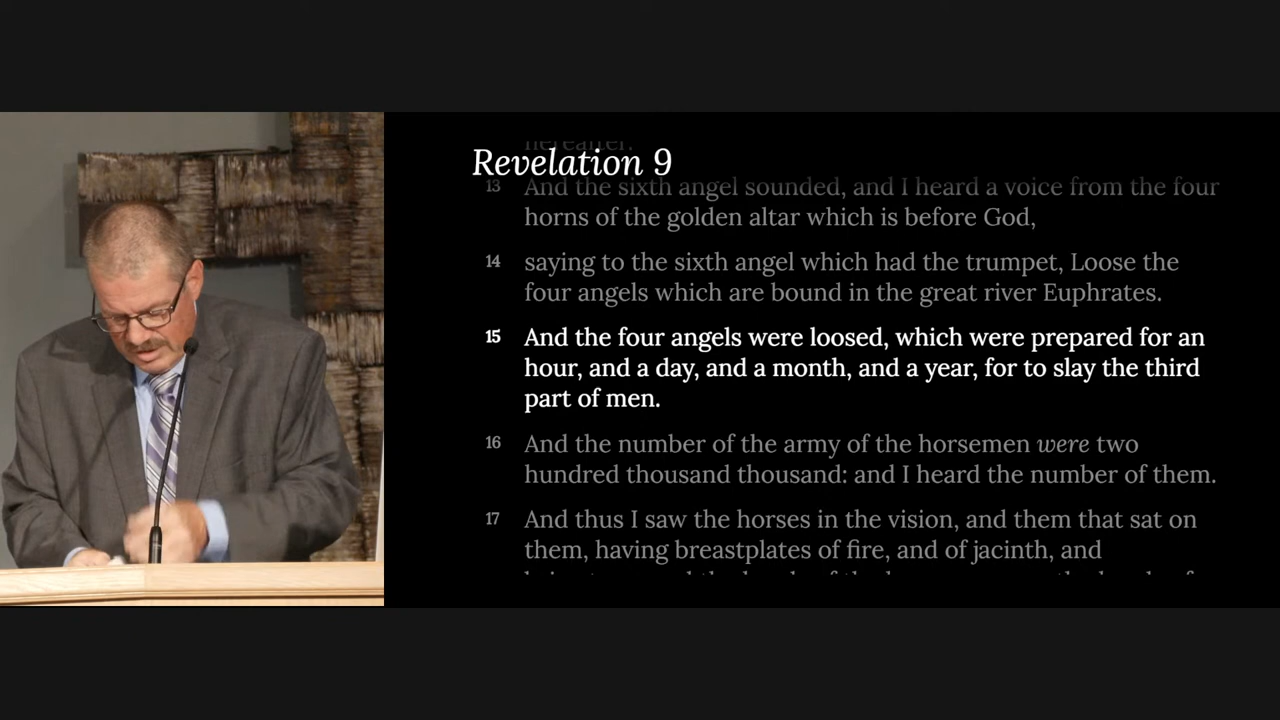 hereafter.
Revelation 9
13 And the sixth angel sounded, and I heard a voice from the four
horns of the golden altar which is before God,
14 saying to the sixth angel which had the trumpet, Loose the
four angels which are bound in the great river Euphrates.
15 And the four angels were loosed, which were prepared for an
hour, and a day, and a month, and a year, for to slay the third
part of men.
16 And the number of the army of the horsemen were two
hundred thousand thousand: and I heard the number of them.
17 And thus I saw the horses in the vision, and them that sat on
them, having breastplates of fire, and of jacinth, and